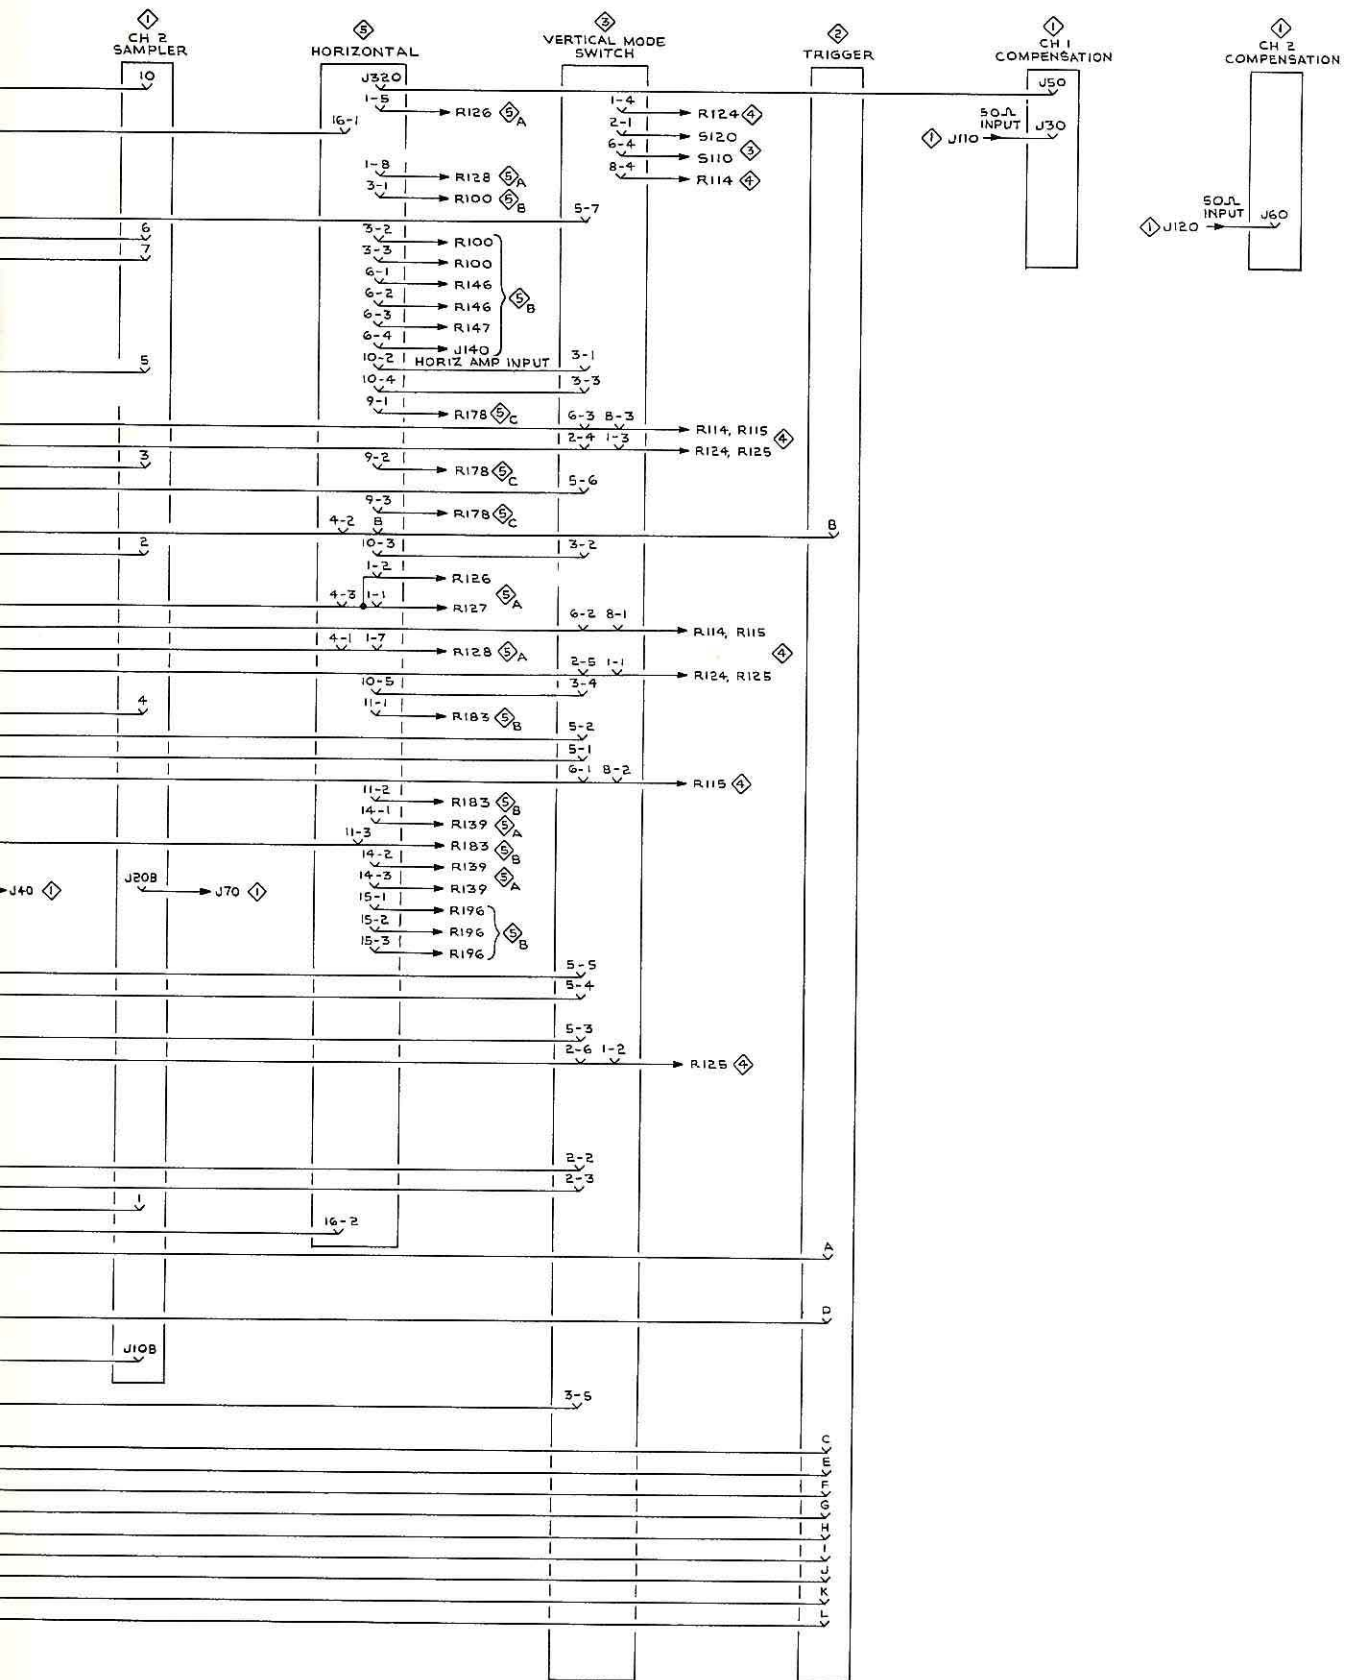 1
CH 2
SAMPLER
5
HORIZONTAL
3
VERTICAL MODE
SWITCH
2
TRIGGER
1
CH 1
COMPENSATION
1
CH 2
COMPENSATION
10
J320
J50
1-5 R126 5 A
1-4 R124 4
16-1
2-1 S120
50Ω
INPUT
1 J110 J30
6-4 S110 3
1-8 R128 5 A
8-4 R114 4
3-1 R100 5 B
5-7
50Ω
INPUT
1 J120 J60
6
3-2 R100
7
3-3 R100
6-1 R146
6-2 R146
5 B
6-3 R147
6-4 J140
5
10-2 HORIZ AMP INPUT 3-1
10-4 3-3
9-1 R178 5 C
6-3 8-3 R114, R115
4
2-4 1-3 R124, R125
3
9-2 R178 5 C
5-6
9-3 R178 5 C
4-2 B B
2
10-3 3-2
1-2 R126
5 A
4-3 1-1 R127
6-2 8-1 R114, R115
4-1 1-7 R128 5 A
4
2-5 1-1 R124, R125
10-5 3-4
4
11-1 R183 5 B
5-2
5-1
6-1 8-2 R115 4
11-2 R183 5 B
14-1 R139 5 A
11-3 R183 5 B
14-2 R139
5 A
J40 1
J20B J70 1
14-3 R139
15-1 R196
15-2 R196
5 B
15-3 R196
5-5
5-4
5-3
2-6 1-2 R125 4
2-2
2-3
1
16-2
A
D
J10B
3-5
C
E
F
G
H
I
J
K
L